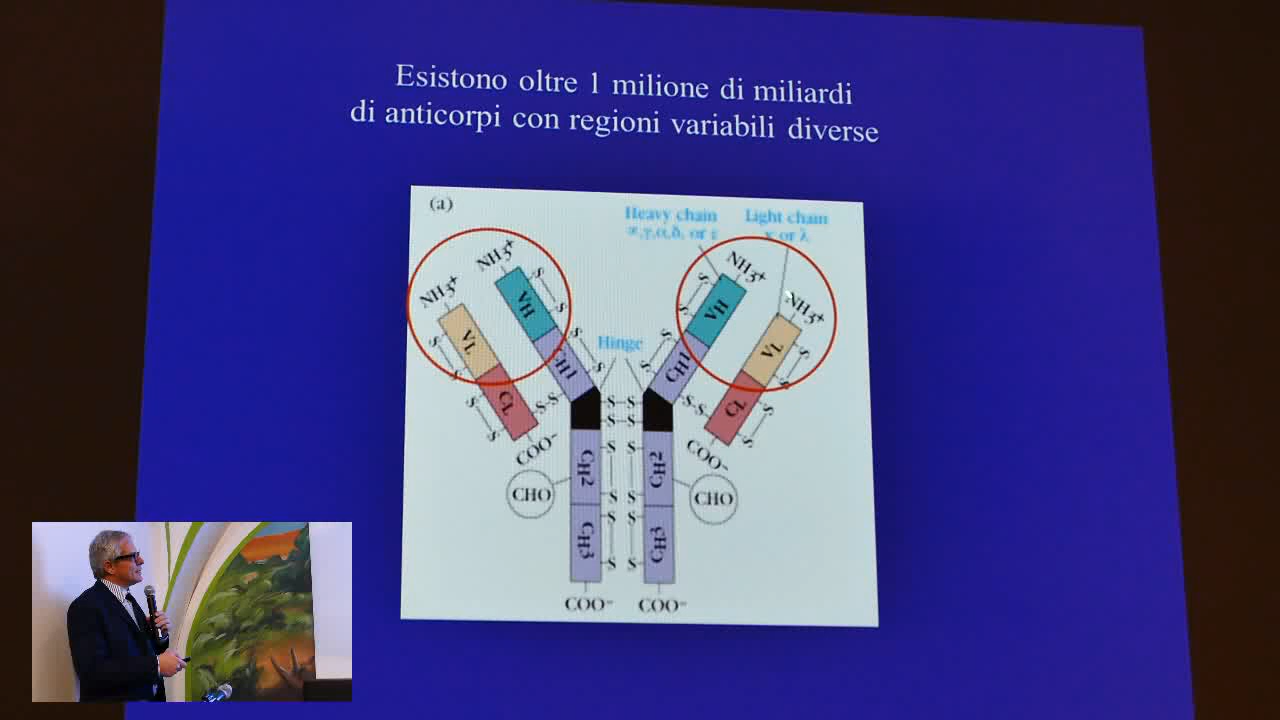 Esistono oltre 1 milione di miliardi
di anticorpi con regioni variabili diverse
(a)
Heavy chain
Light chain
κ or λ
NH3+
NH3+
NH3+
NH3+
VH
VL
VH
VL
Hinge
CH1
CH1
CL
CL
S
S
S
S
S
S
S
S
S
S
S
S
S-S
S-S
S-S
S-S
COO-
COO-
CH2
CH2
CHO
CHO
S
S
S
S
S
S
S
S
CH3
CH3
COO-
COO-